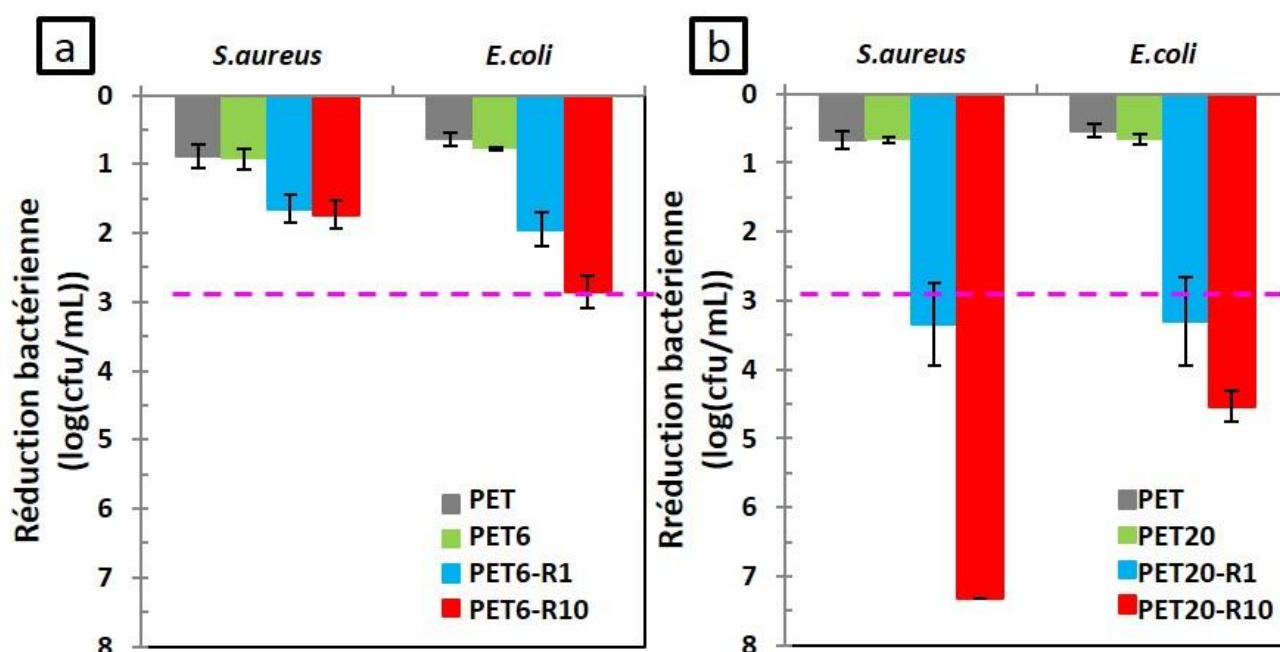 a
S.aureus E.coli
0
1
2
3
4
5
6
7
8
Réduction bactérienne
(log(cfu/mL))
PET
PET6
PET6-R1
PET6-R10
b
S.aureus E.coli
0
1
2
3
4
5
6
7
8
Rréduction bactérienne
(log(cfu/mL))
PET
PET20
PET20-R1
PET20-R10